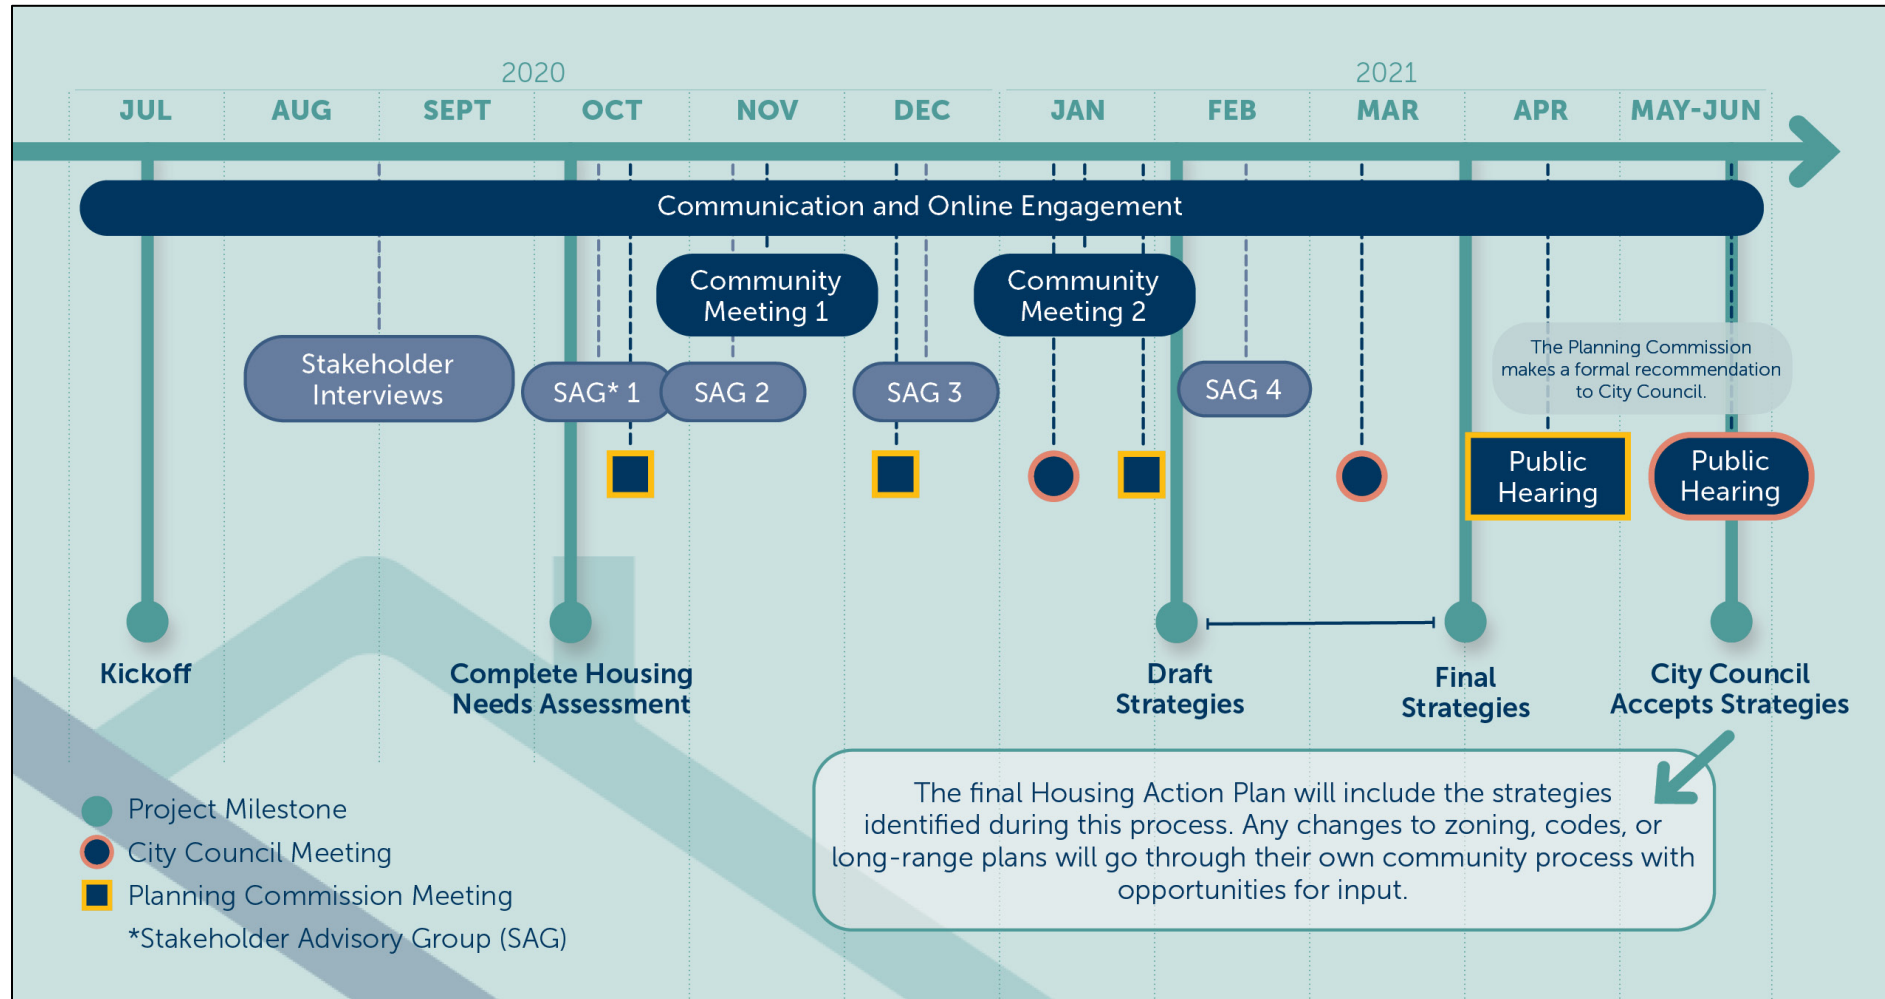 2020
2021
JUL
AUG
SEPT
OCT
NOV
DEC
JAN
FEB
MAR
APR
MAY-JUN
Communication and Online Engagement
Community
Meeting 1
Community
Meeting 2
Stakeholder
Interviews
SAG* 1
SAG 2
SAG 3
SAG 4
The Planning Commission
makes a formal recommendation
to City Council.
Public
Hearing
Public
Hearing
Kickoff
Complete Housing
Needs Assessment
Draft
Strategies
Final
Strategies
City Council
Accepts Strategies
The final Housing Action Plan will include the strategies
identified during this process. Any changes to zoning, codes, or
long-range plans will go through their own community process with
opportunities for input.
Project Milestone
City Council Meeting
Planning Commission Meeting
*Stakeholder Advisory Group (SAG)